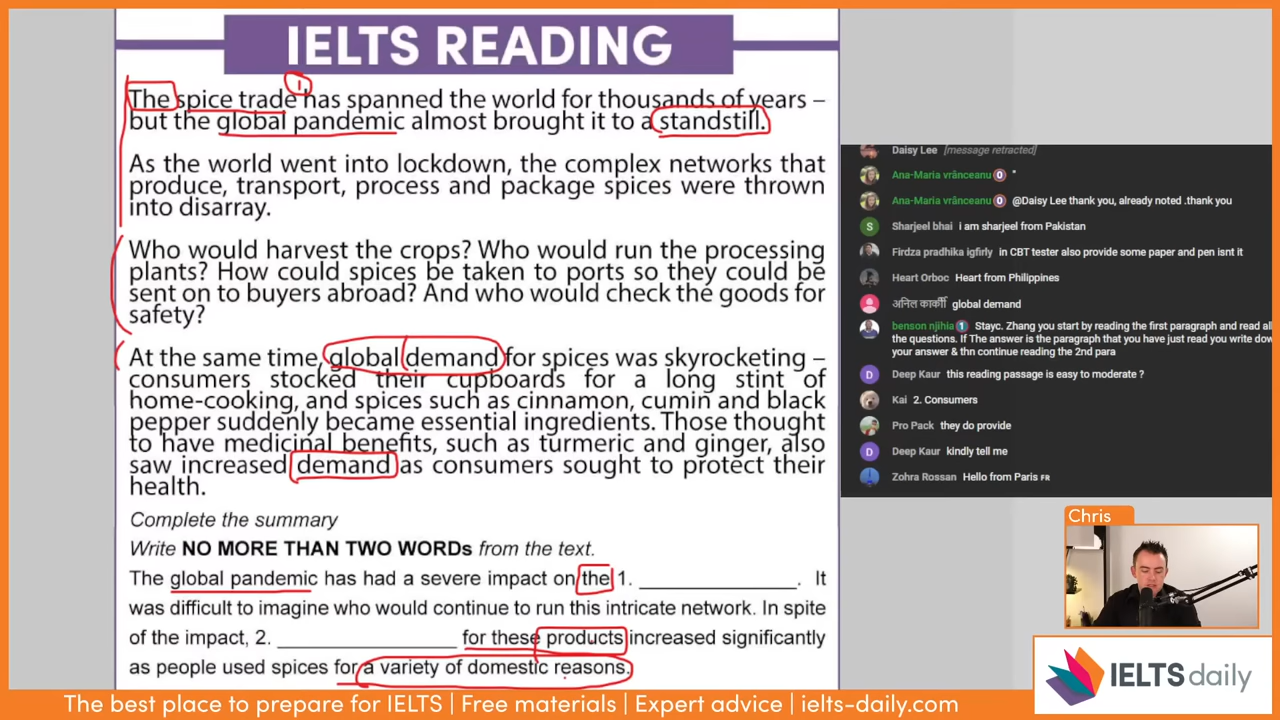 IELTS READING
The spice trade has spanned the world for thousands of years –
but the global pandemic almost brought it to a standstill.
As the world went into lockdown, the complex networks that
produce, transport, process and package spices were thrown
into disarray.
Who would harvest the crops? Who would run the processing
plants? How could spices be taken to ports so they could be
sent on to buyers abroad? And who would check the goods for
safety?
At the same time, global demand for spices was skyrocketing –
consumers stocked their cupboards for a long stint of
home-cooking, and spices such as cinnamon, cumin and black
pepper suddenly became essential ingredients. Those thought
to have medicinal benefits, such as turmeric and ginger, also
saw increased demand as consumers sought to protect their
health.
Complete the summary
Write NO MORE THAN TWO WORDs from the text.
The global pandemic has had a severe impact on the 1. ____________. It
was difficult to imagine who would continue to run this intricate network. In spite
of the impact, 2. ____________ for these products increased significantly
as people used spices for a variety of domestic reasons.
1
Daisy Lee [message retracted]
Ana-Maria vrânceanu 0 "
Ana-Maria vrânceanu 0 @Daisy Lee thank you, already noted .thank you
S Sharjeel bhai i am sharjeel from Pakistan
Firdza pradhika igfirly in CBT tester also provide some paper and pen isnt it
Heart Orboc Heart from Philippines
अनिल कार्की global demand
benson njihia 1 Stayc. Zhang you start by reading the first paragraph and read all
the questions. If The answer is the paragraph that you have just read you write dow
your answer & thn continue reading the 2nd para
D Deep Kaur this reading passage is easy to moderate ?
Kai 2. Consumers
Pro Pack they do provide
D Deep Kaur kindly tell me
Zohra Rossan Hello from Paris FR
Chris
IELTS daily
The best place to prepare for IELTS | Free materials | Expert advice | ielts-daily.com